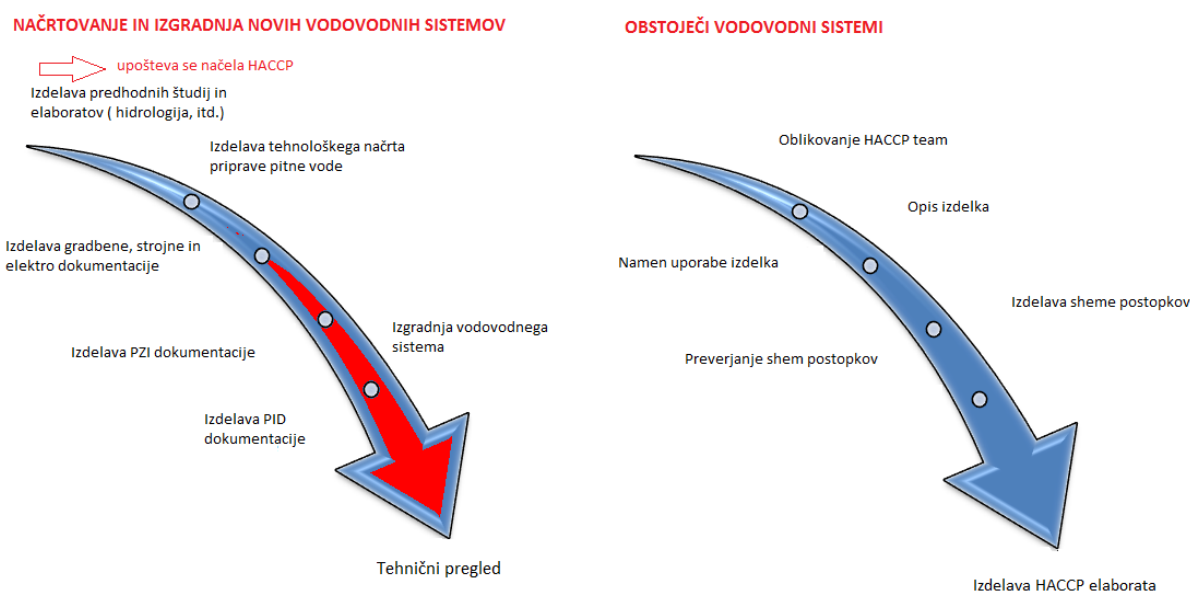 NAČRTOVANJE IN IZGRADNJA NOVIH VODOVODNIH SISTEMOV
upošteva se načela HACCP
Izdelava predhodnih študij in
elaboratov ( hidrologija, itd.)
Izdelava tehnološkega načrta
priprave pitne vode
Izdelava gradbene, strojne in
elektro dokumentacije
Izgradnja vodovodnega
sistema
Izdelava PZI dokumentacije
Izdelava PID
dokumentacije
Tehnični pregled
OBSTOJEČI VODOVODNI SISTEMI
Oblikovanje HACCP team
Opis izdelka
Namen uporabe izdelka
Izdelava sheme postopkov
Preverjanje shem postopkov
Izdelava HACCP elaborata